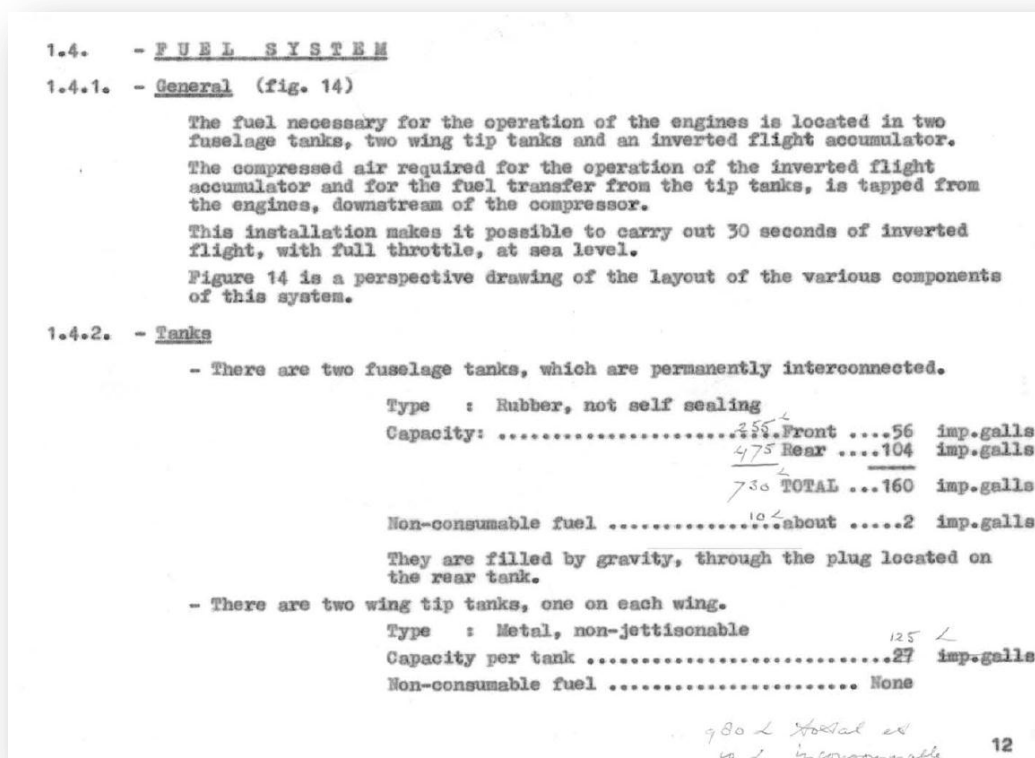 1.4. - FUEL SYSTEM
1.4.1. - General (fig. 14)
The fuel necessary for the operation of the engines is located in two
fuselage tanks, two wing tip tanks and an inverted flight accumulator.
The compressed air required for the operation of the inverted flight
accumulator and for the fuel transfer from the tip tanks, is tapped from
the engines, downstream of the compressor.
This installation makes it possible to carry out 30 seconds of inverted
flight, with full throttle, at sea level.
Figure 14 is a perspective drawing of the layout of the various components
of this system.
1.4.2. - Tanks
- There are two fuselage tanks, which are permanently interconnected.
Type : Rubber, not self sealing
Capacity: ............................ 255 L Front ....56 imp.galls
475 Rear ....104 imp.galls
730 L TOTAL ...160 imp.galls
Non-consumable fuel ................. 10 L about .....2 imp.galls
They are filled by gravity, through the plug located on
the rear tank.
- There are two wing tip tanks, one on each wing.
Type : Metal, non-jettisonable
125 L
Capacity per tank ..............................27 imp.galls
Non-consumable fuel ........................ None
980 L total et
10 L inconsommable
12